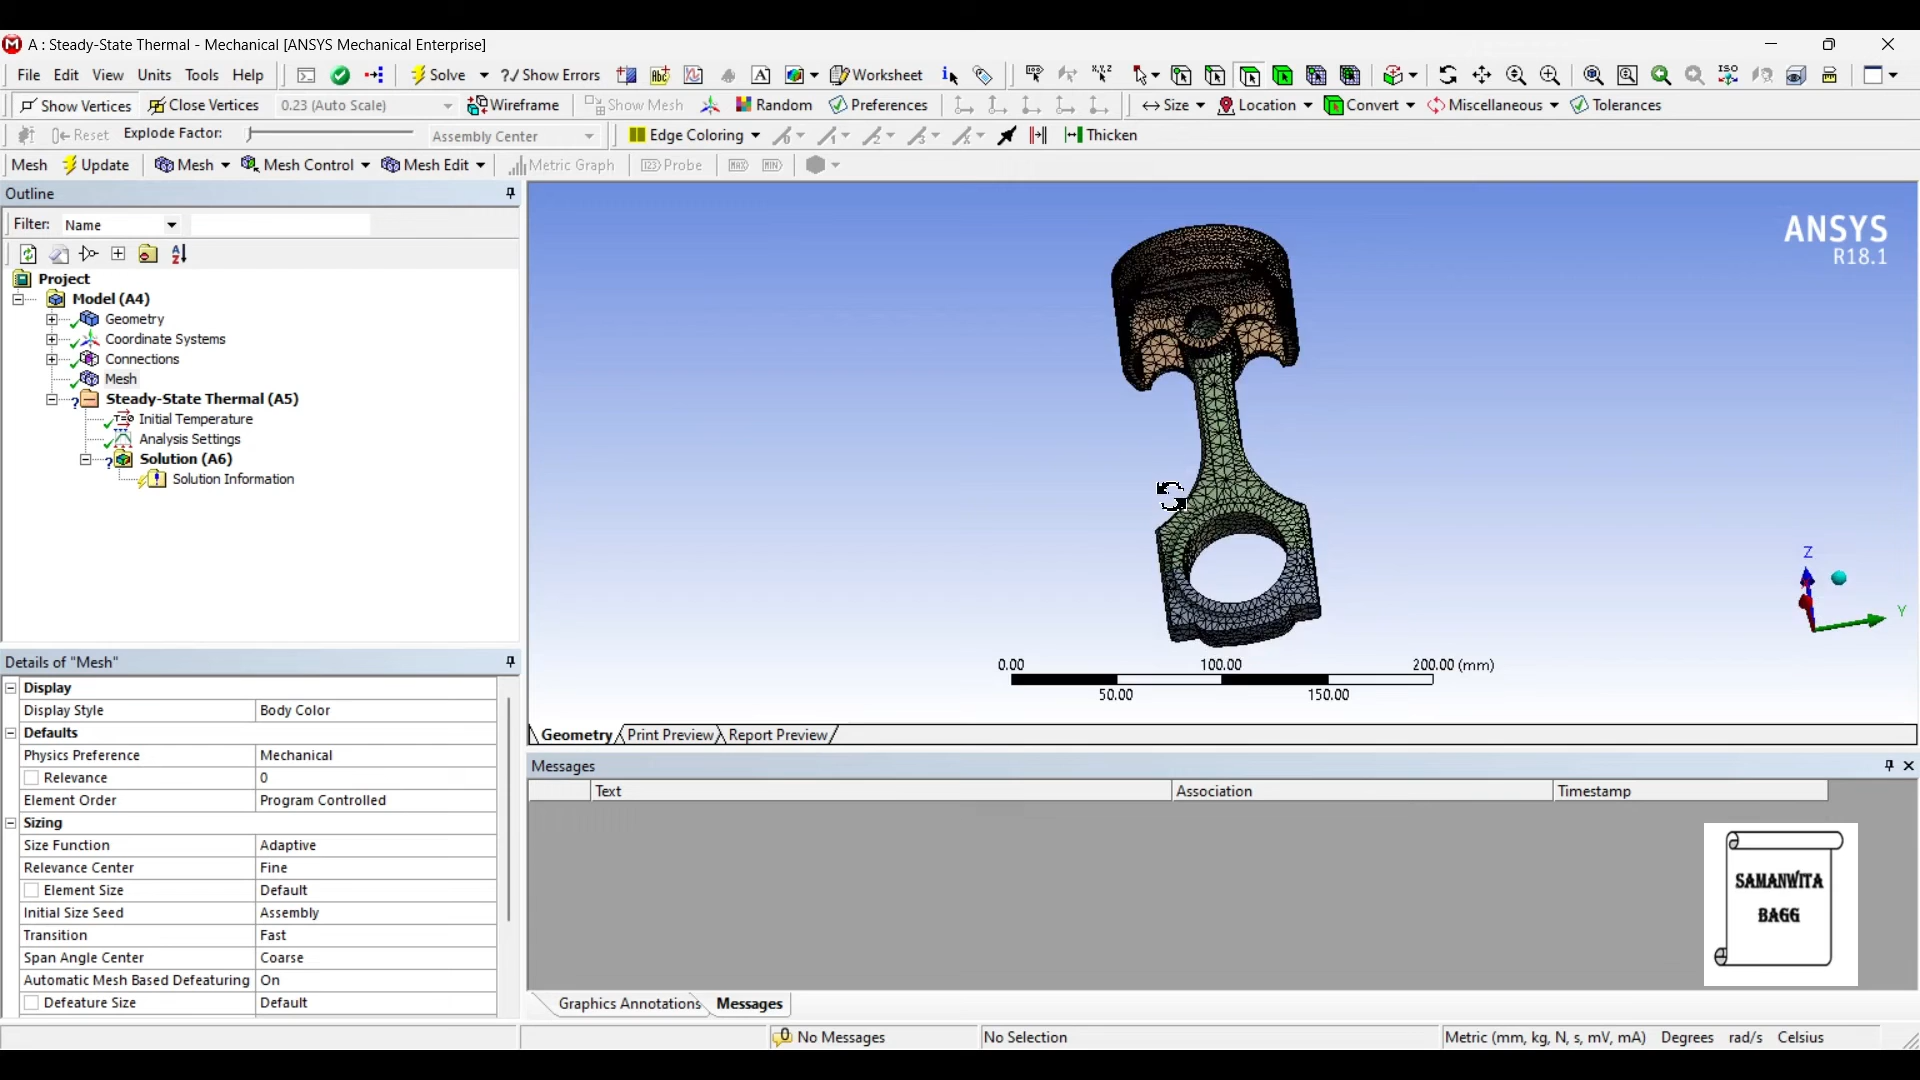 A : Steady-State Thermal - Mechanical [ANSYS Mechanical Enterprise]
File Edit View Units Tools Help Solve ?/ Show Errors Worksheet
Show Vertices Close Vertices 0.23 (Auto Scale) Wireframe Show Mesh Random Preferences Size Location Convert Miscellaneous Tolerances
Reset Explode Factor: Assembly Center Edge Coloring Thicken
Mesh Update Mesh Mesh Control Mesh Edit Metric Graph Probe MAX MIN
Outline
Filter: Name
Project
Model (A4)
Geometry
Coordinate Systems
Connections
Mesh
Steady-State Thermal (A5)
Initial Temperature
Analysis Settings
Solution (A6)
Solution Information
ANSYS
R18.1
Z
Y
0.00 100.00 200.00 (mm)
50.00 150.00
Geometry Print Preview Report Preview
Details of "Mesh"
Display
Display Style Body Color
Defaults
Physics Preference Mechanical
Relevance 0
Element Order Program Controlled
Sizing
Size Function Adaptive
Relevance Center Fine
Element Size Default
Initial Size Seed Assembly
Transition Fast
Span Angle Center Coarse
Automatic Mesh Based Defeaturing On
Defeature Size Default
Messages
Text Association Timestamp
SAMANWITA
BAGG
Graphics Annotations Messages
No Messages No Selection Metric (mm, kg, N, s, mV, mA) Degrees rad/s Celsius